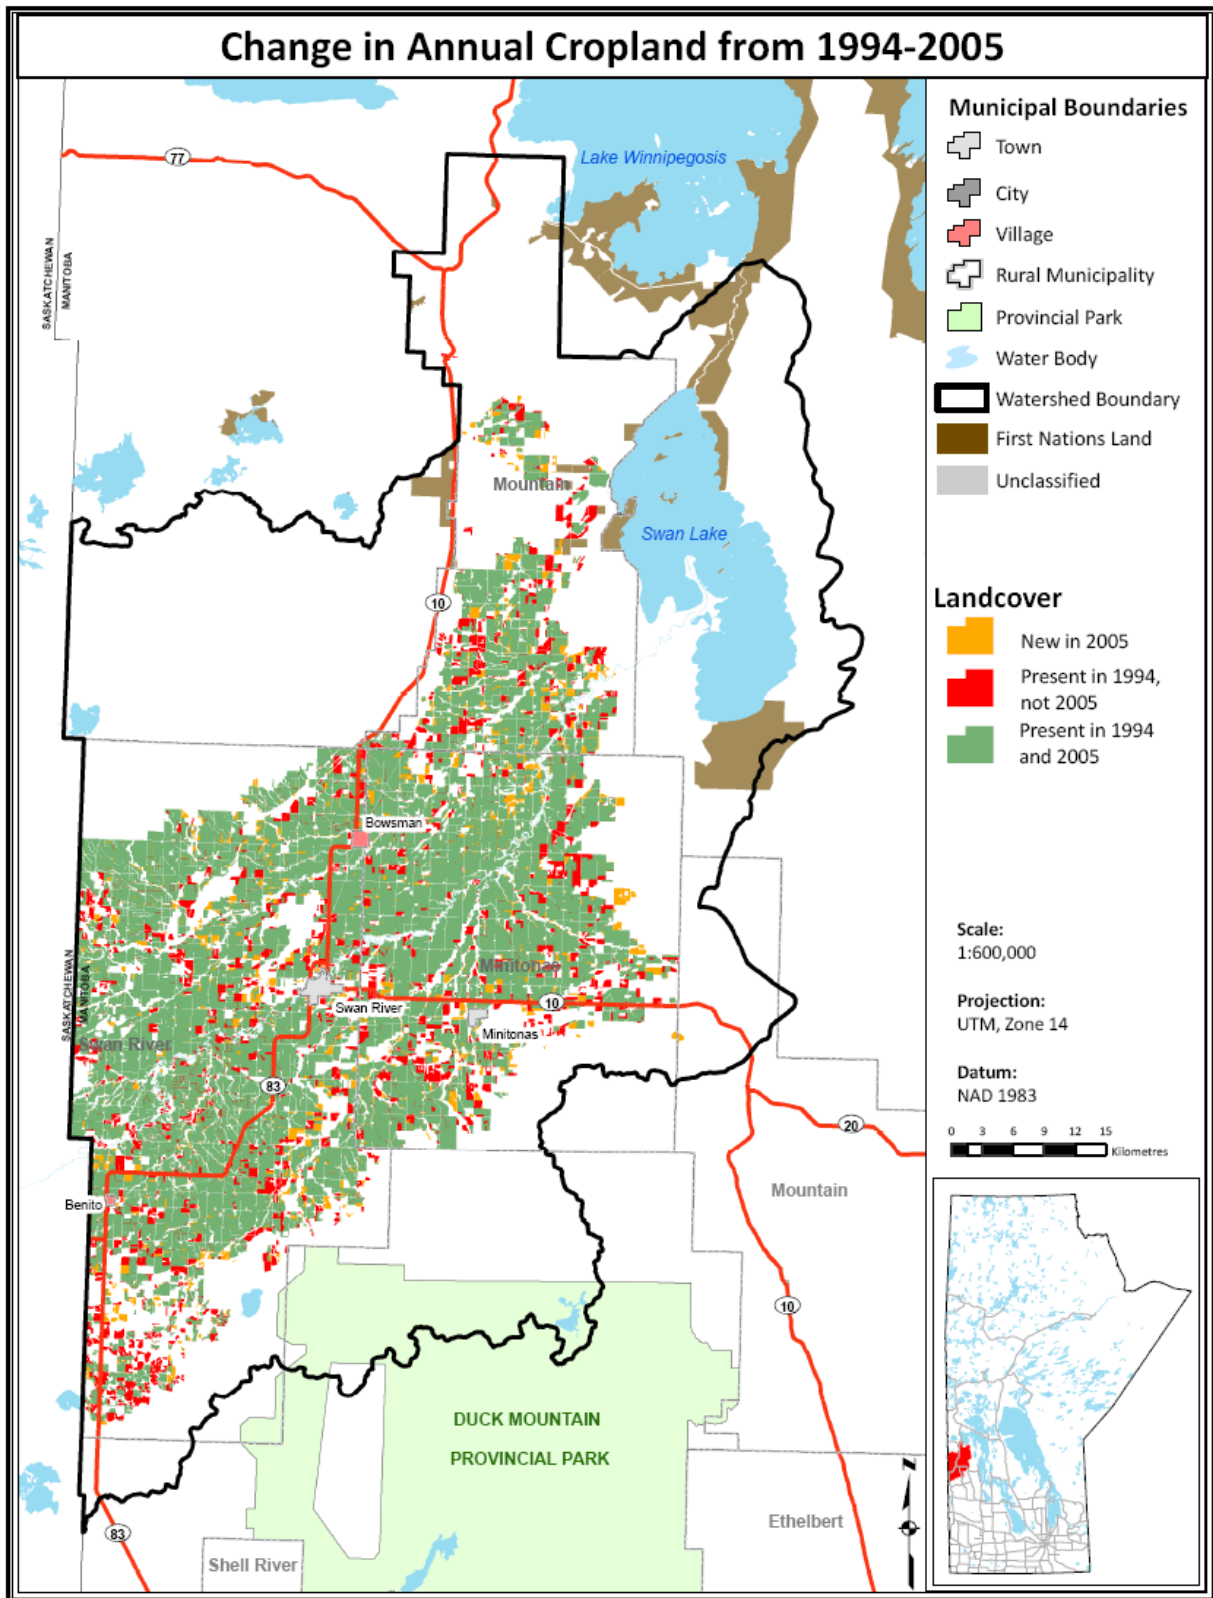 Change in Annual Cropland from 1994-2005
77
Lake Winnipegosis
SASKATCHEWAN
MANITOBA
Mountain
Swan Lake
10
Bowsman
SASKATCHEWAN
MANITOBA
Minitonas
Swan River
10
Minitonas
Swan River
83
20
Benito
Mountain
10
DUCK MOUNTAIN
PROVINCIAL PARK
Ethelbert
83
Shell River
Municipal Boundaries
Town
City
Village
Rural Municipality
Provincial Park
Water Body
Watershed Boundary
First Nations Land
Unclassified
Landcover
New in 2005
Present in 1994,
not 2005
Present in 1994
and 2005
Scale:
1:600,000
Projection:
UTM, Zone 14
Datum:
NAD 1983
0 3 6 9 12 15
Kilometres
N